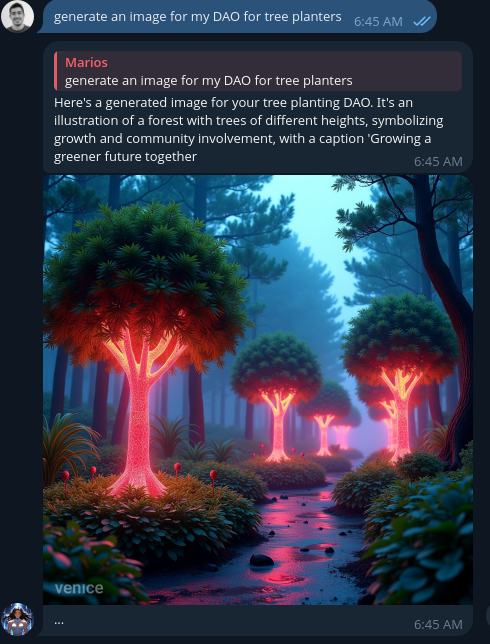 generate an image for my DAO for tree planters
6:45 AM
Marios
generate an image for my DAO for tree planters
Here's a generated image for your tree planting DAO. It's an
illustration of a forest with trees of different heights, symbolizing
growth and community involvement, with a caption 'Growing a
greener future together
6:45 AM
venice
...
6:45 AM